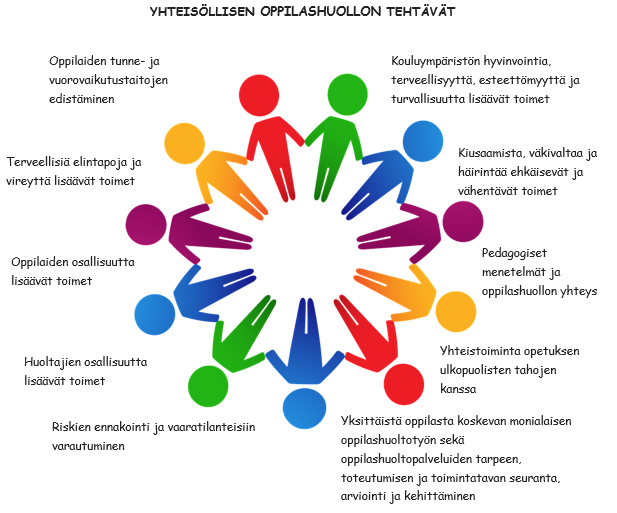 YHTEISÖLLISEN OPPILASHUOLLON TEHTÄVÄT
Oppilaiden tunne- ja
vuorovaikutustaitojen
edistäminen
Kouluympäristön hyvinvointia,
terveellisyyttä, esteettömyyttä ja
turvallisuutta lisäävät toimet
Terveellisiä elintapoja ja
vireyttä lisäävät toimet
Kiusaamista, väkivaltaa ja
häirintää ehkäisevät ja
vähentävät toimet
Oppilaiden osallisuutta
lisäävät toimet
Pedagogiset
menetelmät ja
oppilashuollon yhteys
Huoltajien osallisuutta
lisäävät toimet
Yhteistoiminta opetuksen
ulkopuolisten tahojen
kanssa
Riskien ennakointi ja vaaratilanteisiin
varautuminen
Yksittäistä oppilasta koskevan monialaisen
oppilashuoltotyön sekä
oppilashuoltopalveluiden tarpeen,
toteutumisen ja toimintatavan seuranta,
arviointi ja kehittäminen